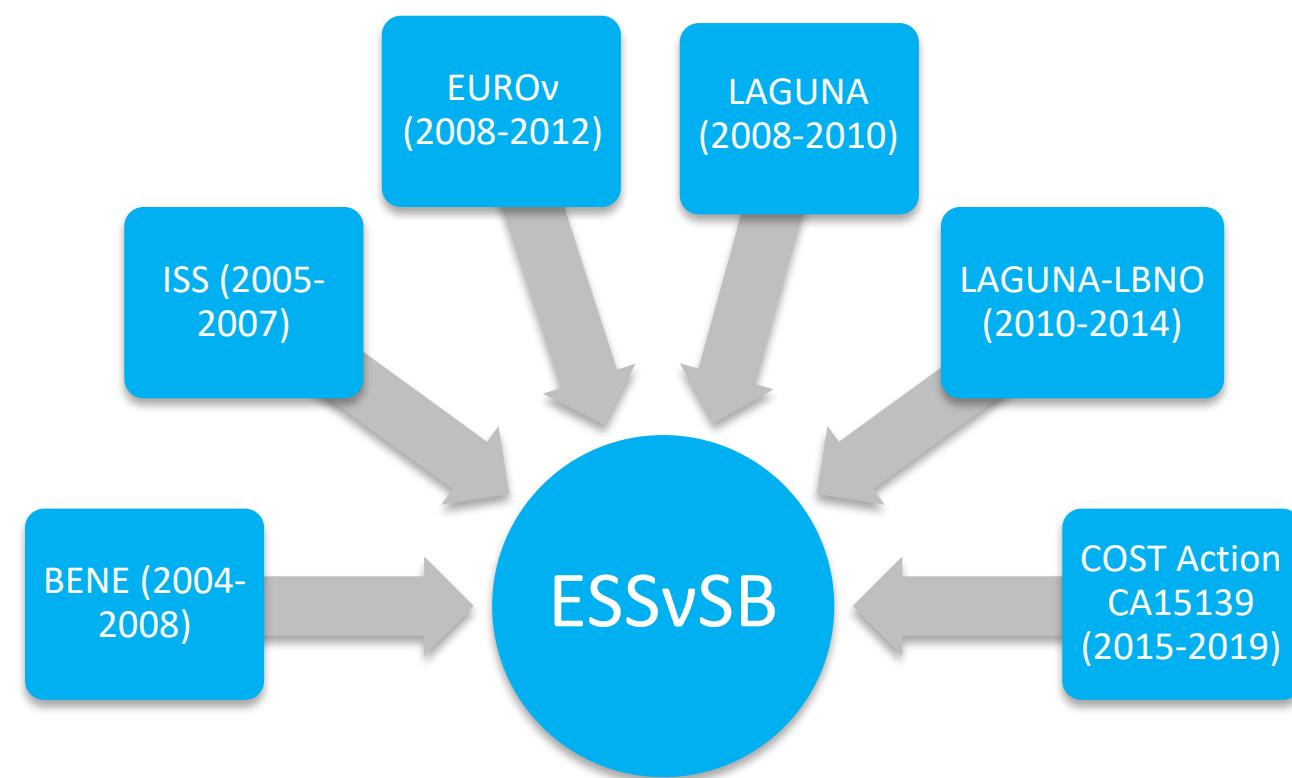 EUROν
(2008-2012)
LAGUNA
(2008-2010)
ISS (2005-
2007)
LAGUNA-LBNO
(2010-2014)
BENE (2004-
2008)
ESSνSB
COST Action
CA15139
(2015-2019)